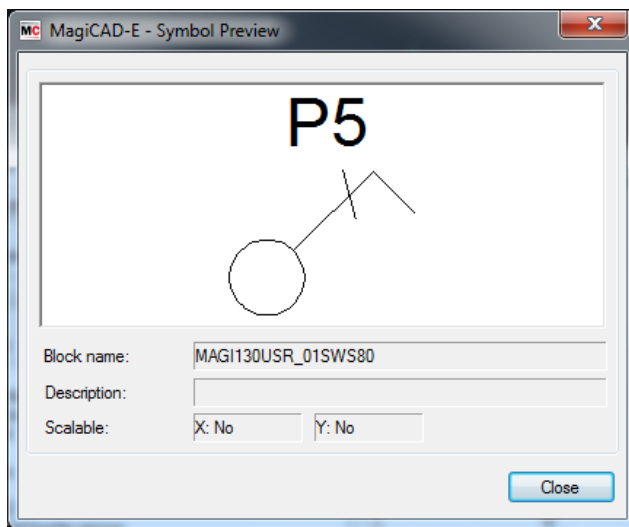 MC MagiCAD-E - Symbol Preview
P5
Block name: MAGI130USR_01SWS80
Description:
Scalable: X: No Y: No
Close